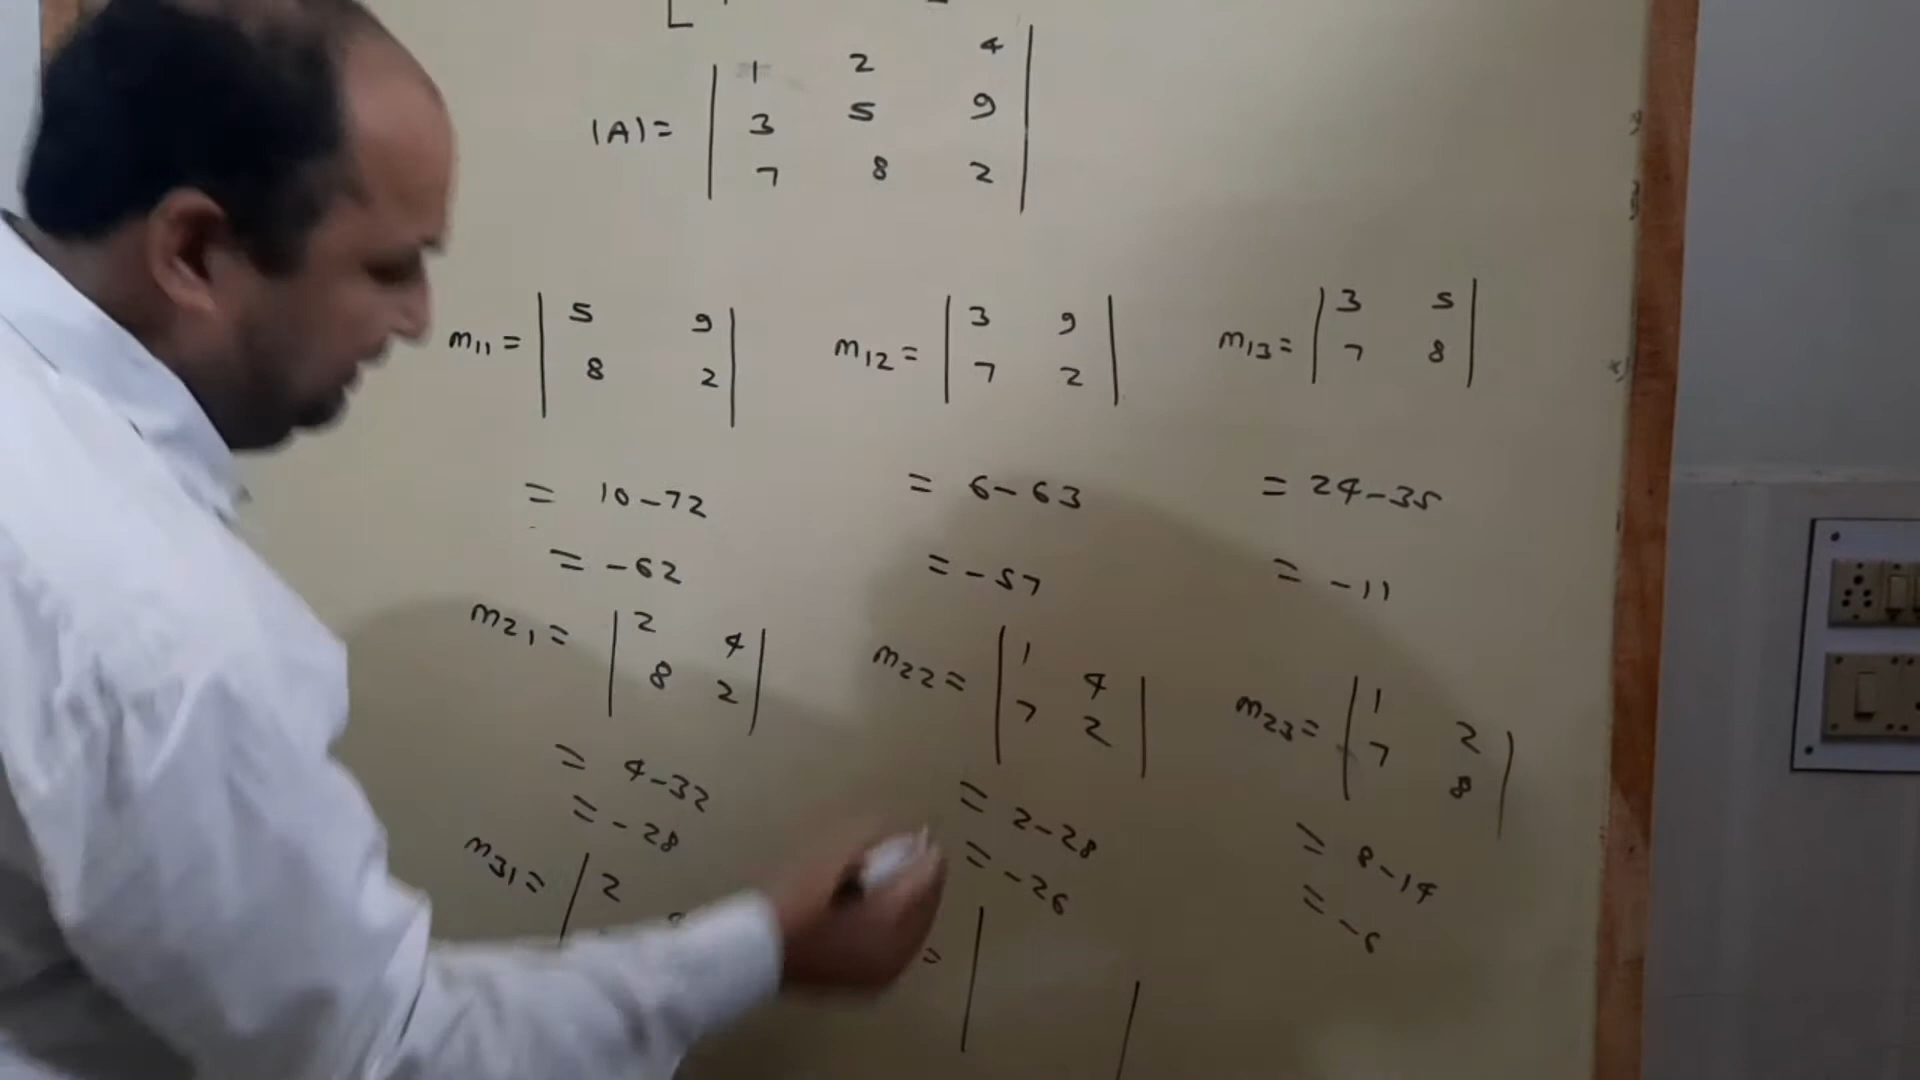 1 2 4
|A| = 3 5 9
7 8 2
m11 = | 5 9 | m12 = | 3 9 | m13 = | 3 5 |
| 8 2 | | 7 2 | | 7 8 |
= 10-72 = 6-63 = 24-35
= -62 = -57 = -11
m21 = | 2 4 | m22 = | 1 4 | m23 = | 1 2 |
| 8 2 | | 7 2 | | 7 8 |
= 4-32 = 2-28 = 8-14
= -28 = -26 = -6
m31 = | 2
= |